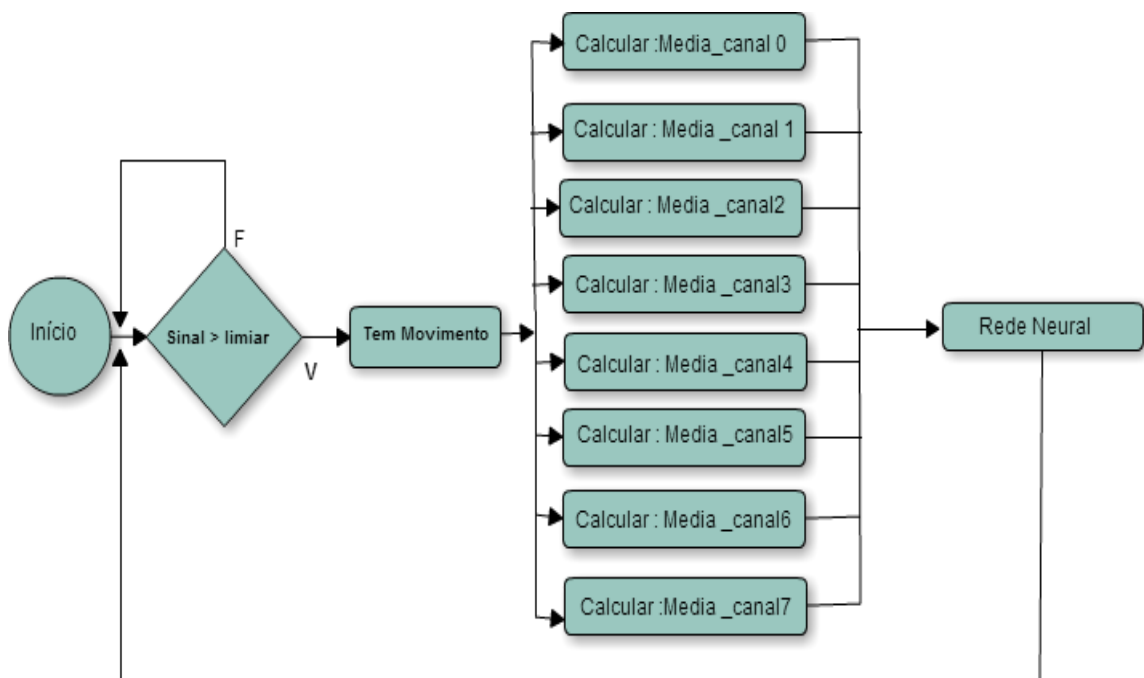 Início
F
Sinal > limiar
V
Tem Movimento
Calcular :Media_canal 0
Calcular : Media _canal 1
Calcular : Media _canal2
Calcular : Media _canal3
Calcular : Media _canal4
Calcular : Media _canal5
Calcular : Media _canal6
Calcular :Media _canal7
Rede Neural